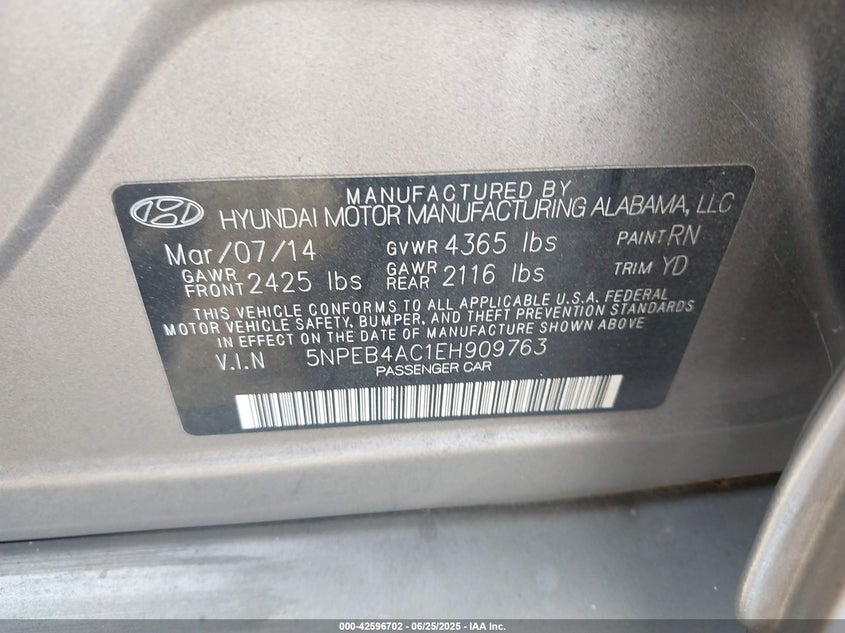 MANUFACTURED BY
HYUNDAI MOTOR MANUFACTURING ALABAMA, LLC
Mar/07/14 GVWR 4365 lbs PAINT RN
GAWR FRONT 2425 lbs GAWR REAR 2116 lbs TRIM YD
THIS VEHICLE CONFORMS TO ALL APPLICABLE U.S.A. FEDERAL
MOTOR VEHICLE SAFETY, BUMPER, AND THEFT PREVENTION STANDARDS
IN EFFECT ON THE DATE OF MANUFACTURE SHOWN ABOVE
V.I.N 5NPEB4AC1EH909763
PASSENGER CAR
000-42596702 - 06/25/2025 - IAA Inc.